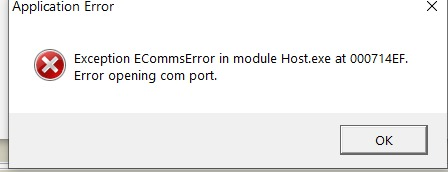 Application Error
Exception ECommsError in module Host.exe at 000714EF.
Error opening com port.
OK